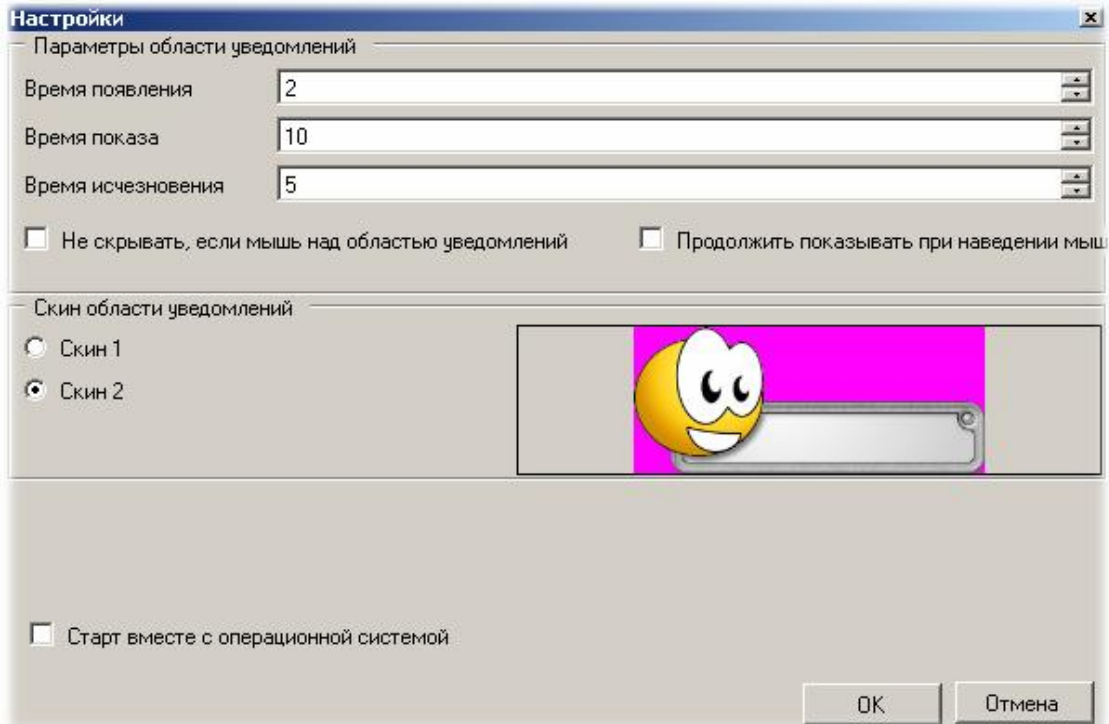 Настройки
Параметры области уведомлений
Время появления 2
Время показа 10
Время исчезновения 5
Не скрывать, если мышь над областью уведомлений Продолжить показывать при наведении мыш
Скин области уведомлений
Скин 1
Скин 2
Старт вместе с операционной системой
OK Отмена